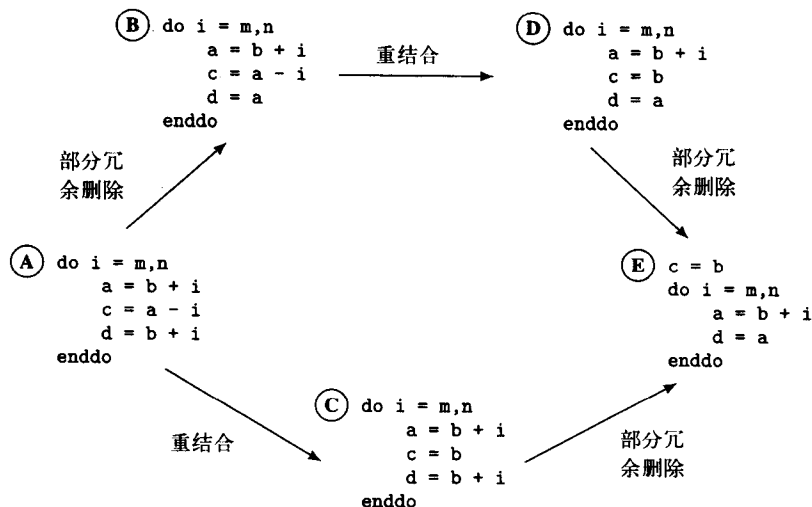 B
do i = m,n
a = b + i
c = a - i
d = a
enddo
重结合
D
do i = m,n
a = b + i
c = b
d = a
enddo
部分冗
余删除
部分冗
余删除
A
do i = m,n
a = b + i
c = a - i
d = b + i
enddo
E
c = b
do i = m,n
a = b + i
d = a
enddo
重结合
C
do i = m,n
a = b + i
c = b
d = b + i
enddo
部分冗
余删除